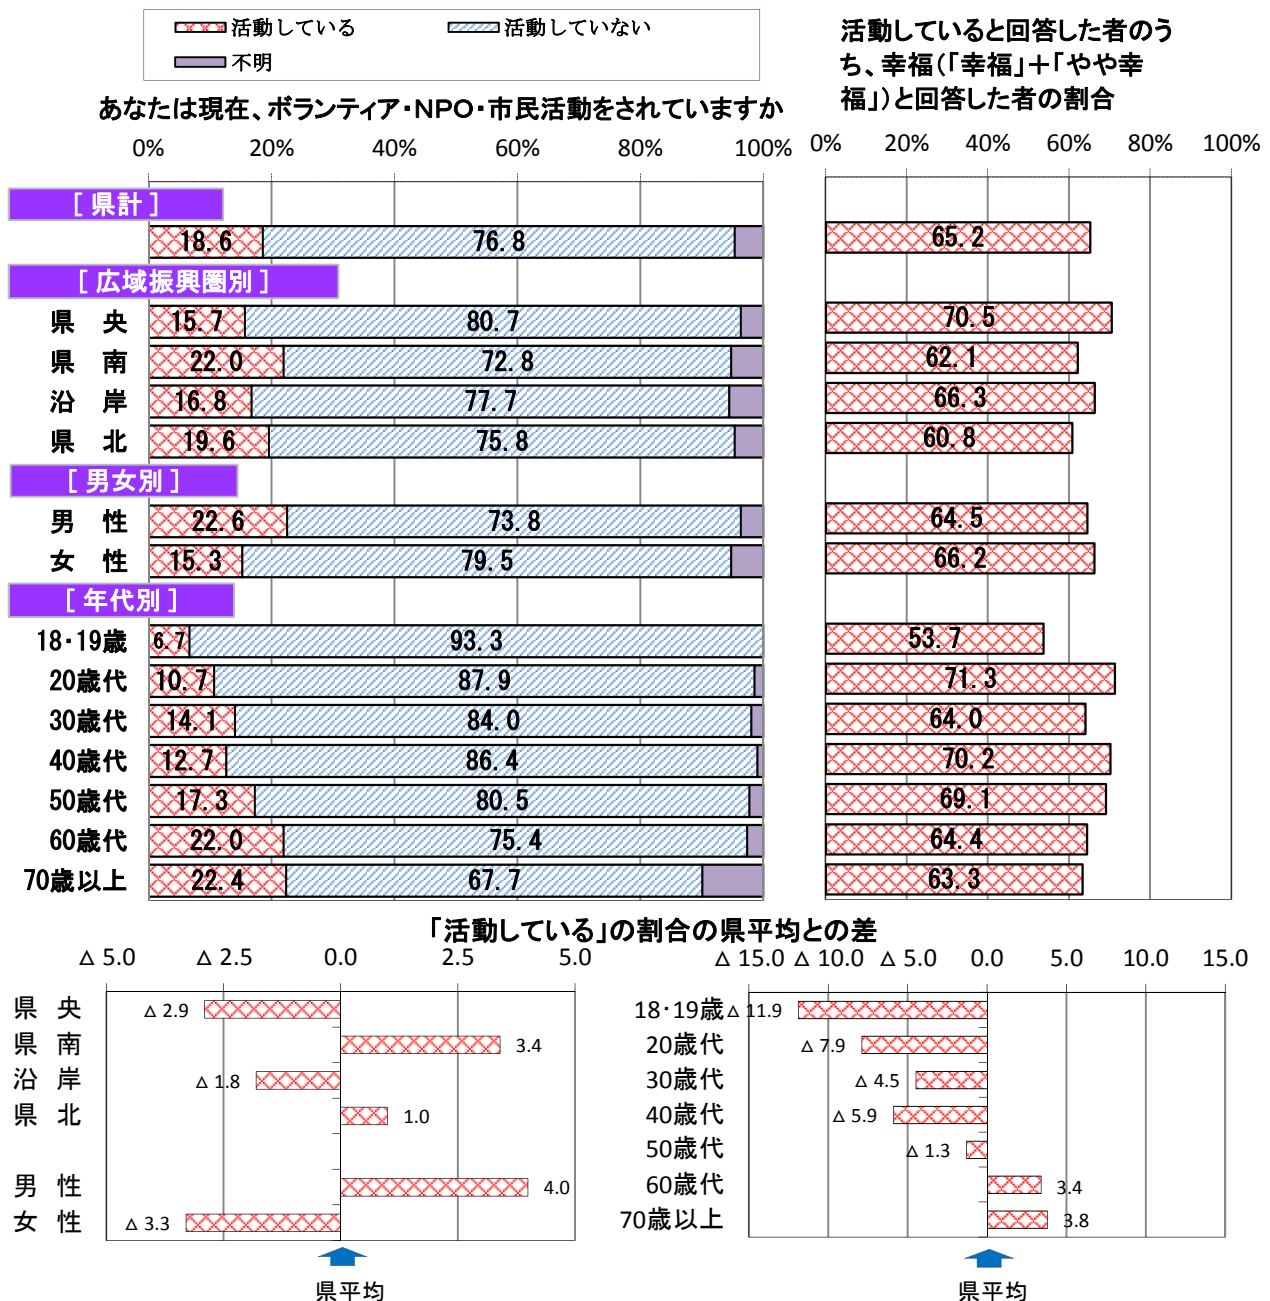 活動している 活動していない
不明
活動していると回答した者のう
ち、幸福(「幸福」+「やや幸
福」)と回答した者の割合
あなたは現在、ボランティア・NPO・市民活動をされていますか
0% 20% 40% 60% 80% 100%
0% 20% 40% 60% 80% 100%
[ 県計 ]
18.6 76.8 65.2
[ 広域振興圏別 ]
県 央 15.7 80.7 70.5
県 南 22.0 72.8 62.1
沿 岸 16.8 77.7 66.3
県 北 19.6 75.8 60.8
[ 男女別 ]
男 性 22.6 73.8 64.5
女 性 15.3 79.5 66.2
[ 年代別 ]
18・19歳 6.7 93.3 53.7
20歳代 10.7 87.9 71.3
30歳代 14.1 84.0 64.0
40歳代 12.7 86.4 70.2
50歳代 17.3 80.5 69.1
60歳代 22.0 75.4 64.4
70歳以上 22.4 67.7 63.3
「活動している」の割合の県平均との差
△ 5.0 △ 2.5 0.0 2.5 5.0
県 央 △ 2.9
県 南 3.4
沿 岸 △ 1.8
県 北 1.0
男 性 4.0
女 性 △ 3.3
県平均
△ 15.0 △ 10.0 △ 5.0 0.0 5.0 10.0 15.0
18・19歳 △ 11.9
20歳代 △ 7.9
30歳代 △ 4.5
40歳代 △ 5.9
50歳代 △ 1.3
60歳代 3.4
70歳以上 3.8
県平均